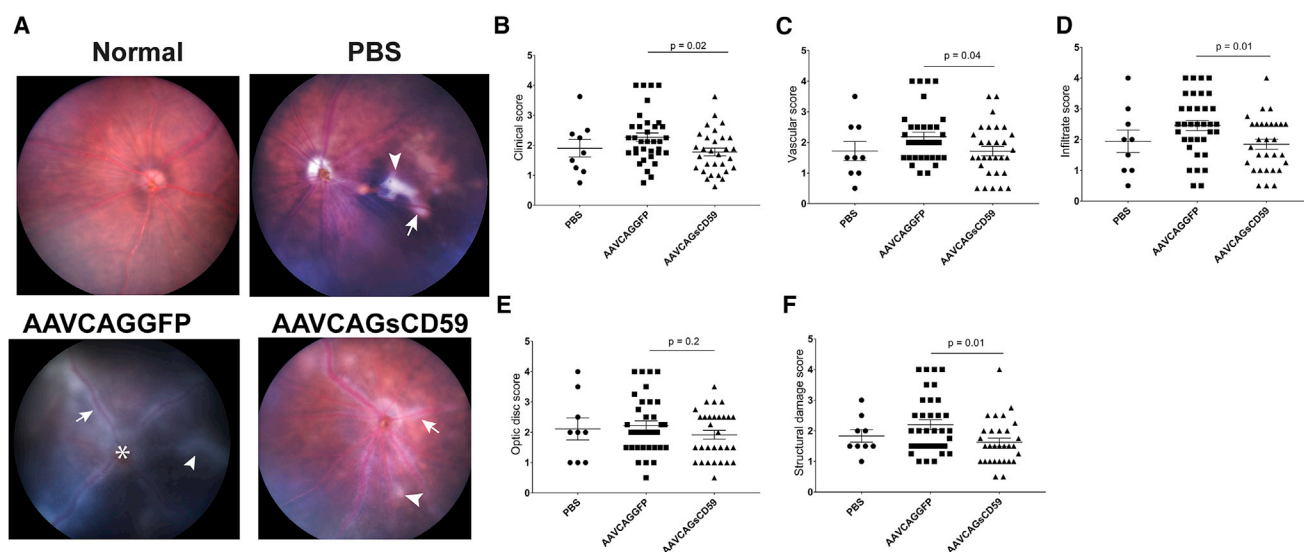 A
Normal
PBS
AAVCAGGFP
AAVCAGsCD59
*
B
p = 0.02
Clinical score
5
4
3
2
1
0
PBS
AAVCAGGFP
AAVCAGsCD59
C
p = 0.04
Vascular score
5
4
3
2
1
0
PBS
AAVCAGGFP
AAVCAGsCD59
D
p = 0.01
Infiltrate score
5
4
3
2
1
0
PBS
AAVCAGGFP
AAVCAGsCD59
E
p = 0.2
Optic disc score
5
4
3
2
1
0
PBS
AAVCAGGFP
AAVCAGsCD59
F
p = 0.01
Structural damage score
5
4
3
2
1
0
PBS
AAVCAGGFP
AAVCAGsCD59